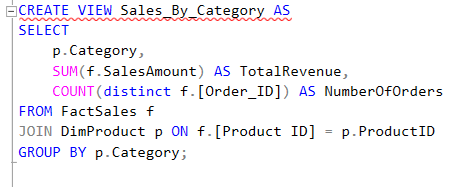 CREATE VIEW Sales_By_Category AS
SELECT
    p.Category,
    SUM(f.SalesAmount) AS TotalRevenue,
    COUNT(distinct f.[Order_ID]) AS NumberOfOrders
FROM FactSales f
JOIN DimProduct p ON f.[Product ID] = p.ProductID
GROUP BY p.Category;